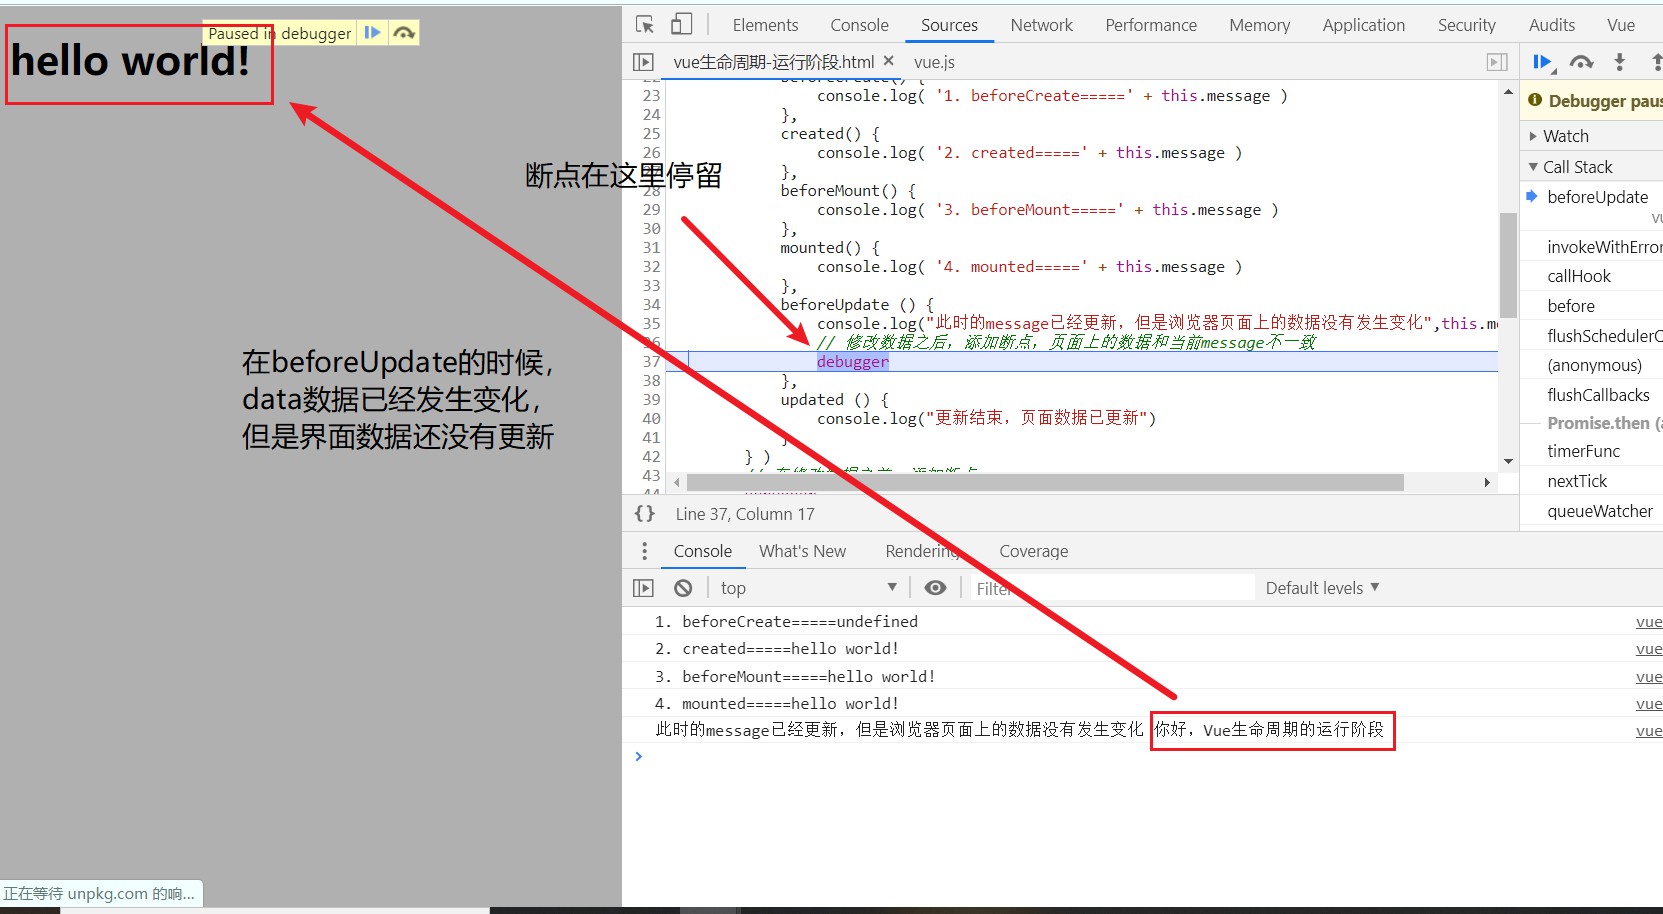 hello world!
Paused in debugger
断点在这里停留
在beforeUpdate的时候，
data数据已经发生变化，
但是界面数据还没有更新
正在等待 unpkg.com 的响...
Elements Console Sources Network Performance Memory Application Security Audits Vue
vue生命周期-运行阶段.html × vue.js
23 console.log( '1. beforeCreate=====' + this.message )
24 },
25 created() {
26 console.log( '2. created=====' + this.message )
},
28 beforeMount() {
29 console.log( '3. beforeMount=====' + this.message )
30 },
31 mounted() {
32 console.log( '4. mounted=====' + this.message )
33 },
34 beforeUpdate () {
35 console.log("此时的message已经更新，但是浏览器页面上的数据没有发生变化",this.me
36 // 修改数据之后，添加断点，页面上的数据和当前message不一致
37 debugger
38 },
39 updated () {
40 console.log("更新结束，页面数据已更新")
41 }
42 } )
43
44
{} Line 37, Column 17
Debugger paus
Watch
Call Stack
beforeUpdate
vu
invokeWithError
callHook
before
flushSchedulerQ
(anonymous)
flushCallbacks
Promise.then (a
timerFunc
nextTick
queueWatcher
Console What's New Rendering Coverage
top Filter Default levels ▼
1. beforeCreate=====undefined vue
2. created=====hello world! vue
3. beforeMount=====hello world! vue
4. mounted=====hello world! vue
此时的message已经更新，但是浏览器页面上的数据没有发生变化 你好，Vue生命周期的运行阶段 vue